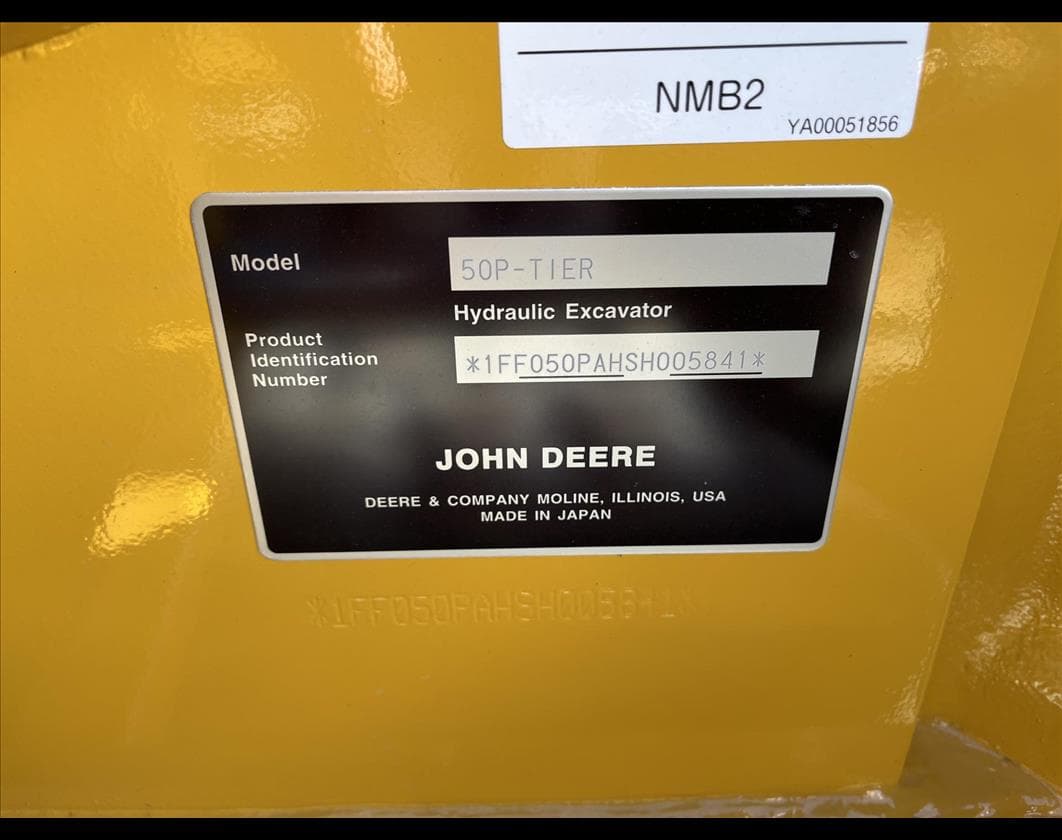 NMB2
YA00051856
Model
50P-TIER
Hydraulic Excavator
Product
Identification
Number
*1FF050PAHSH005841*
JOHN DEERE
DEERE & COMPANY MOLINE, ILLINOIS, USA
MADE IN JAPAN
*1FF050PAHSH005841*